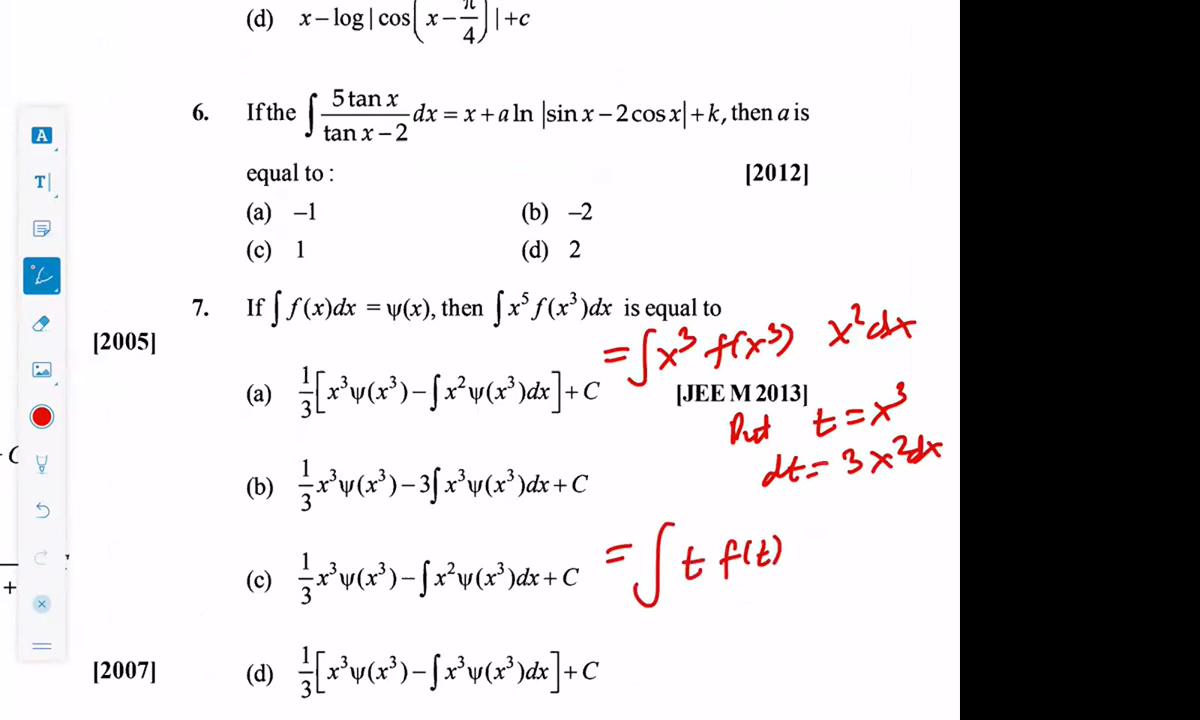 (d) x − log | cos( x − π/4 ) | + c
6. If the ∫ 5 tan x / (tan x − 2) dx = x + a ln |sin x − 2 cos x| + k, then a is
equal to : [2012]
(a) −1 (b) −2
(c) 1 (d) 2
7. If ∫ f(x)dx = ψ(x), then ∫ x⁵ f(x³)dx is equal to
[2005]
= ∫ x³ f(x³) x² dx
(a) 1/3 [x³ψ(x³) − ∫ x²ψ(x³)dx] + C [JEE M 2013]
Put t = x³
dt = 3x²dx
(b) 1/3 x³ψ(x³) − 3∫ x³ψ(x³)dx + C
= ∫ t f(t)
(c) 1/3 x³ψ(x³) − ∫ x²ψ(x³)dx + C
[2007] (d) 1/3 [x³ψ(x³) − ∫ x³ψ(x³)dx] + C
A
T|
C
+